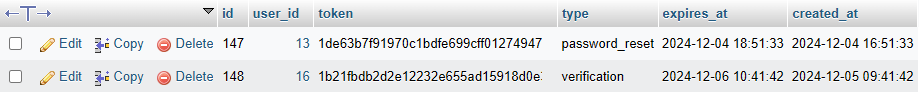 id user_id token type expires_at created_at
Edit Copy Delete 147 13 1de63b7f91970c1bdfe699cff01274947 password_reset 2024-12-04 18:51:33 2024-12-04 16:51:33
Edit Copy Delete 148 16 1b21fbdb2d2e12232e655ad15918d0e verification 2024-12-06 10:41:42 2024-12-05 09:41:42